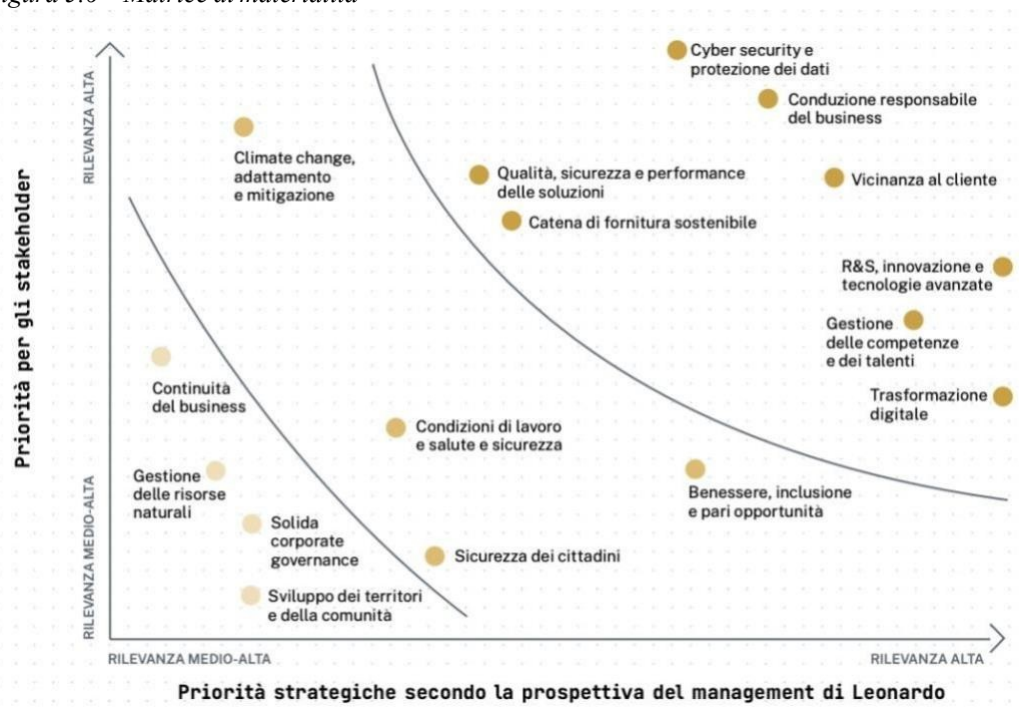 Figura 3.6 – Matrice di materialità
RILEVANZA ALTA
Priorità per gli stakeholder
RILEVANZA MEDIO-ALTA
Cyber security e
protezione dei dati
Conduzione responsabile
del business
Climate change,
adattamento
e mitigazione
Qualità, sicurezza e performance
delle soluzioni
Vicinanza al cliente
Catena di fornitura sostenibile
R&S, innovazione e
tecnologie avanzate
Gestione
delle competenze
e dei talenti
Continuità
del business
Trasformazione
digitale
Condizioni di lavoro
e salute e sicurezza
Gestione
delle risorse
naturali
Benessere, inclusione
e pari opportunità
Solida
corporate
governance
Sicurezza dei cittadini
Sviluppo dei territori
e della comunità
RILEVANZA MEDIO-ALTA
RILEVANZA ALTA
Priorità strategiche secondo la prospettiva del management di Leonardo